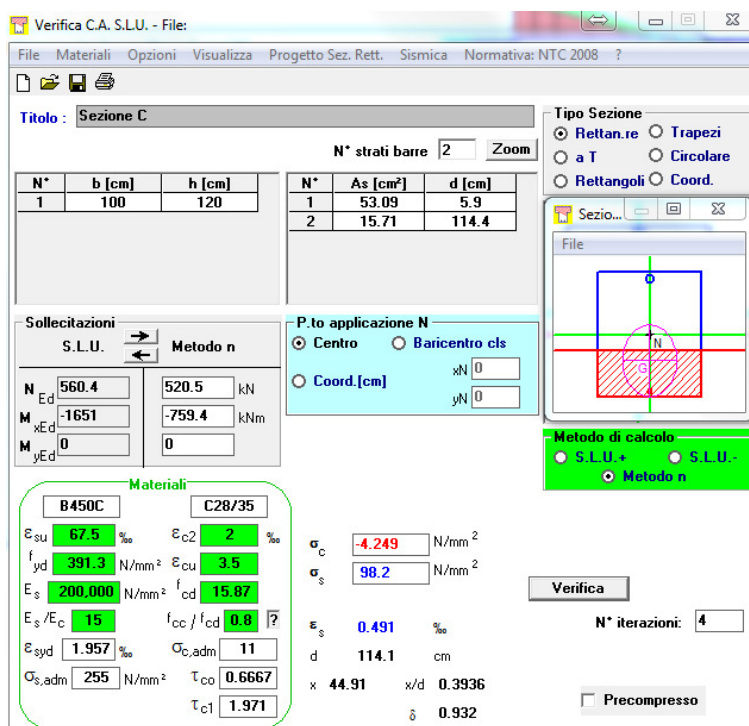 Verifica C.A. S.L.U. - File:
File Materiali Opzioni Visualizza Progetto Sez. Rett. Sismica Normativa: NTC 2008 ?
Titolo : Sezione C
N° strati barre 2 Zoom
Tipo Sezione
Rettan.re Trapezi
a T Circolare
Rettangoli Coord.
N° b [cm] h [cm]
1 100 120
N° As [cm²] d [cm]
1 53.09 5.9
2 15.71 114.4
Sezio...
File
N
G
Sollecitazioni
S.L.U. Metodo n
N Ed 560.4 520.5 kN
M xEd -1651 -759.4 kNm
M yEd 0 0
P.to applicazione N
Centro Baricentro cls
Coord.[cm] xN 0
yN 0
Metodo di calcolo
S.L.U.+ S.L.U.-
Metodo n
Materiali
B450C C28/35
εsu 67.5 ‰ εc2 2 ‰
fyd 391.3 N/mm² εcu 3.5
Es 200,000 N/mm² fcd 15.87
Es/Ec 15 fcc/fcd 0.8 ?
εsyd 1.957 ‰ σc,adm 11
σs,adm 255 N/mm² τco 0.6667
τc1 1.971
σc -4.249 N/mm²
σs 98.2 N/mm²
εs 0.491 ‰
d 114.1 cm
x 44.91 x/d 0.3936
δ 0.932
Verifica
N° iterazioni: 4
Precompresso